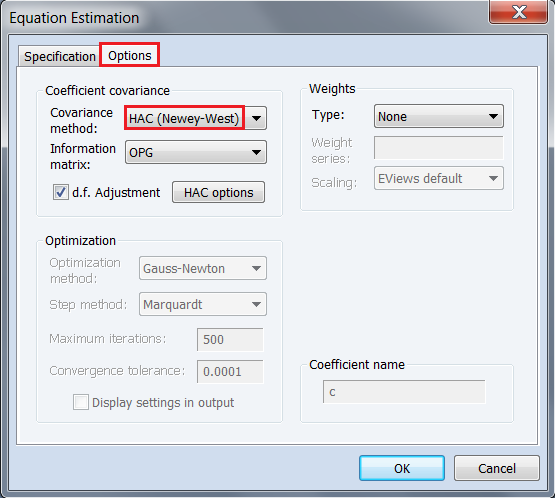 Equation Estimation
Specification Options
Coefficient covariance
Covariance
method:
HAC (Newey-West)
Information
matrix:
OPG
d.f. Adjustment
HAC options
Weights
Type:
None
Weight
series:
Scaling:
EViews default
Optimization
Optimization
method:
Gauss-Newton
Step method:
Marquardt
Maximum iterations:
500
Convergence tolerance:
0.0001
Display settings in output
Coefficient name
c
OK
Cancel